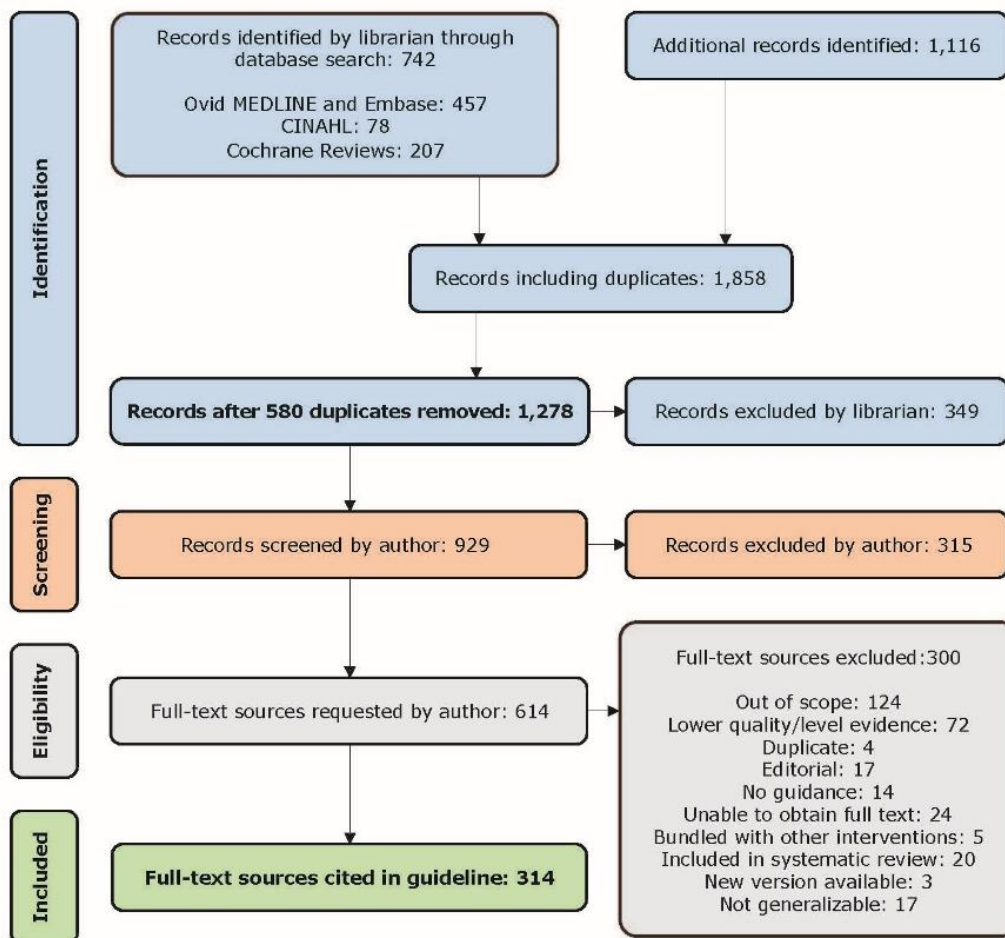 Identification
Records identified by librarian through
database search: 742
Ovid MEDLINE and Embase: 457
CINAHL: 78
Cochrane Reviews: 207
Additional records identified: 1,116
Records including duplicates: 1,858
Records after 580 duplicates removed: 1,278
Records excluded by librarian: 349
Screening
Records screened by author: 929
Records excluded by author: 315
Eligibility
Full-text sources requested by author: 614
Full-text sources excluded:300
Out of scope: 124
Lower quality/level evidence: 72
Duplicate: 4
Editorial: 17
No guidance: 14
Unable to obtain full text: 24
Bundled with other interventions: 5
Included in systematic review: 20
New version available: 3
Not generalizable: 17
Included
Full-text sources cited in guideline: 314